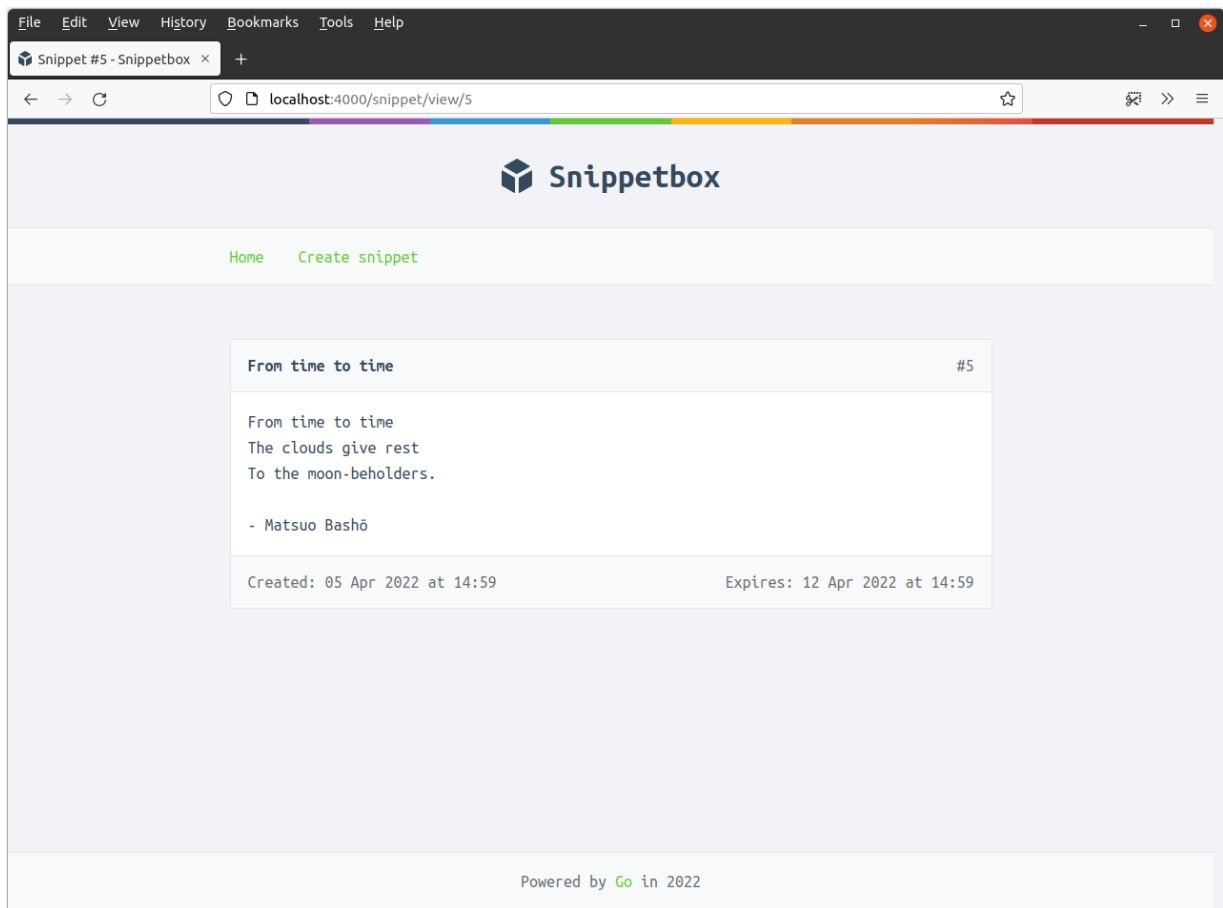 File Edit View History Bookmarks Tools Help
Snippet #5 - Snippetbox
localhost:4000/snippet/view/5
Snippetbox
Home Create snippet
From time to time #5
From time to time
The clouds give rest
To the moon-beholders.
- Matsuo Bashō
Created: 05 Apr 2022 at 14:59 Expires: 12 Apr 2022 at 14:59
Powered by Go in 2022